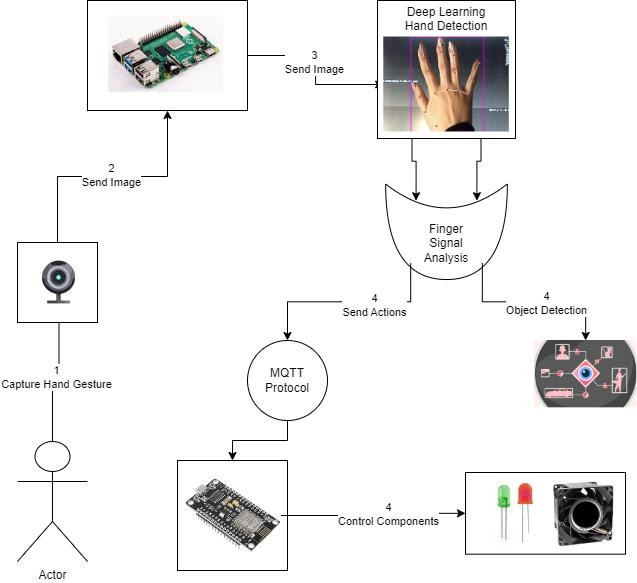 Deep Learning
Hand Detection
3
Send Image
2
Send Image
Finger
Signal
Analysis
1
Capture Hand Gesture
4
Send Actions
4
Object Detection
MQTT
Protocol
4
Control Components
Actor